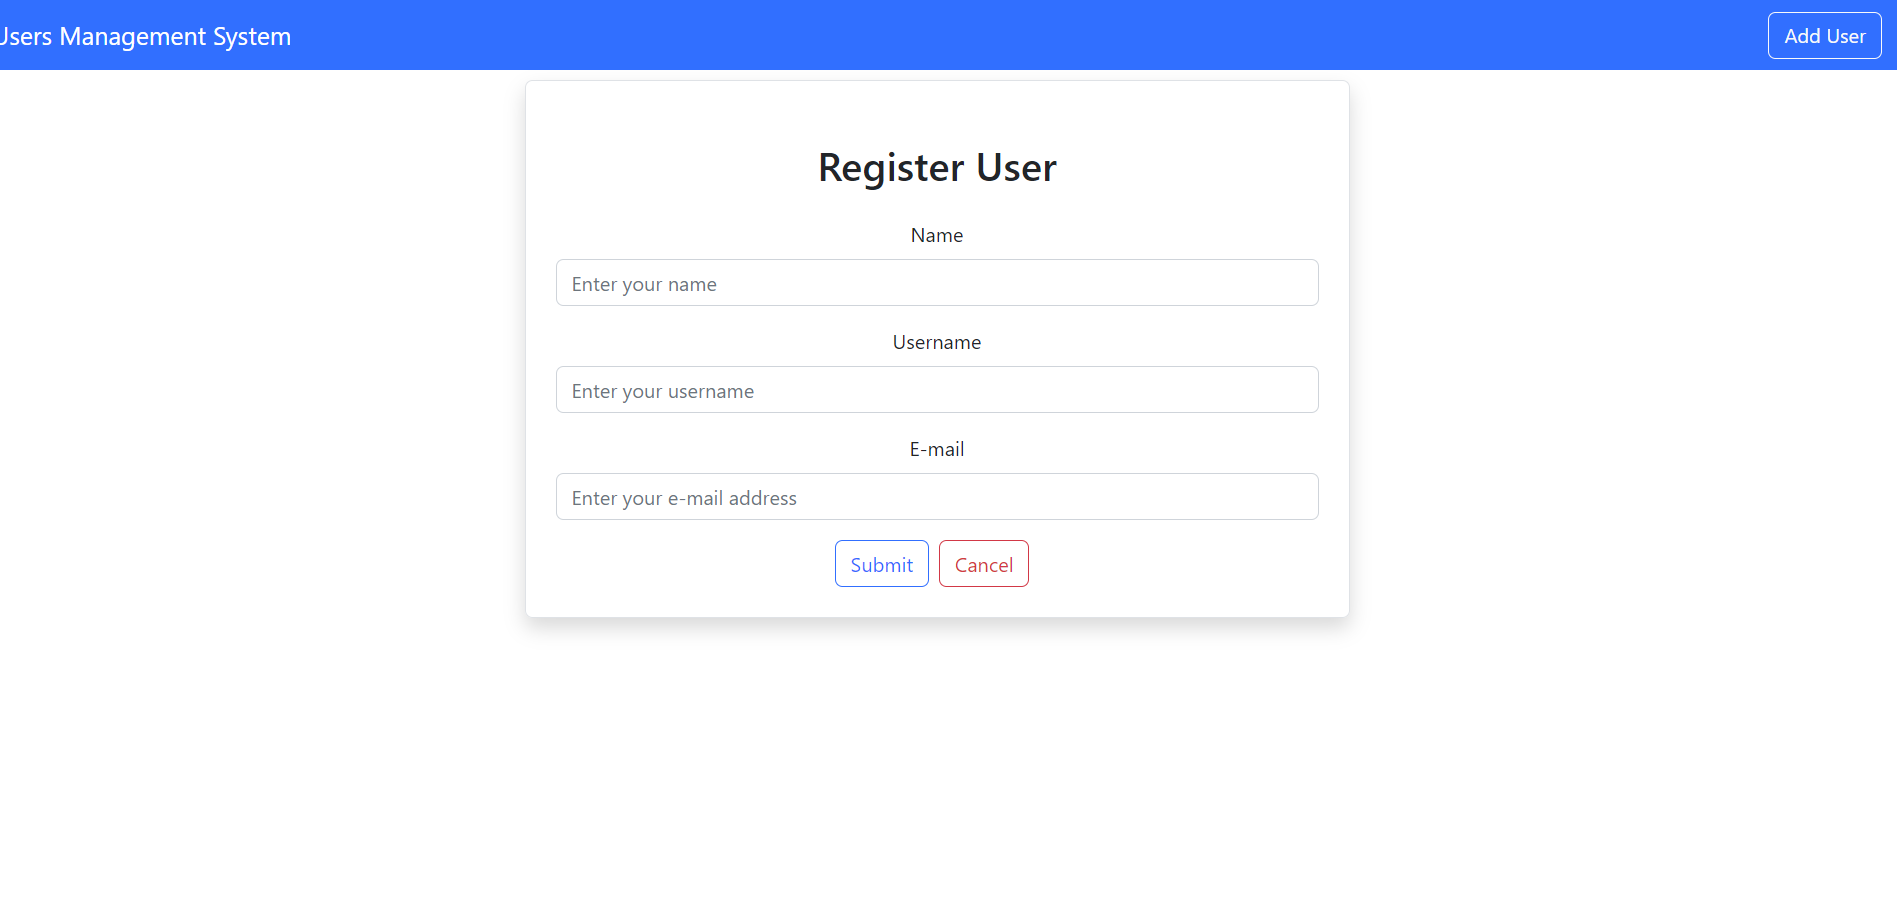 Users Management System
Add User
Register User
Name
Enter your name
Username
Enter your username
E-mail
Enter your e-mail address
Submit Cancel